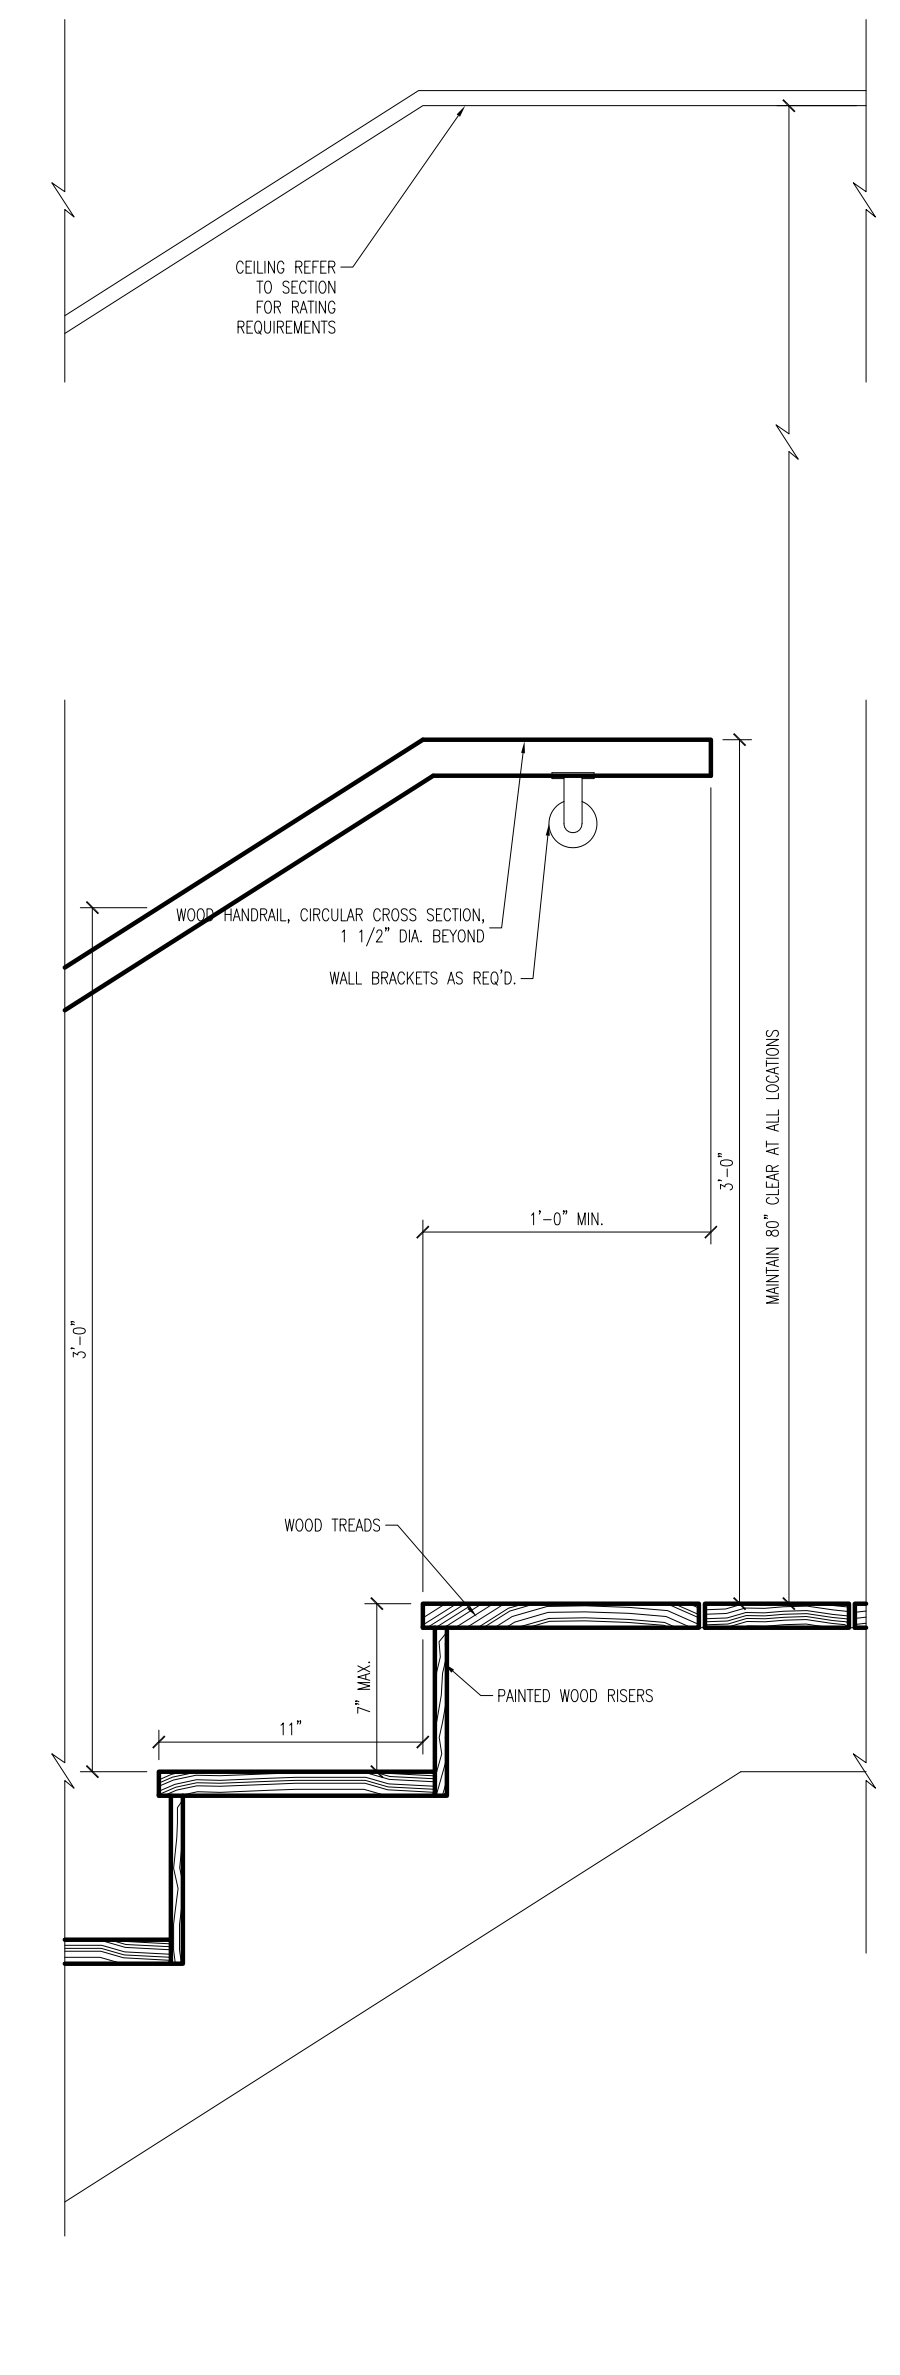 CEILING REFER
TO SECTION
FOR RATING
REQUIREMENTS
WOOD HANDRAIL, CIRCULAR CROSS SECTION,
1 1/2" DIA. BEYOND
WALL BRACKETS AS REQ'D.
MAINTAIN 80" CLEAR AT ALL LOCATIONS
3'-0"
1'-0" MIN.
3'-0"
WOOD TREADS
7" MAX.
PAINTED WOOD RISERS
11"